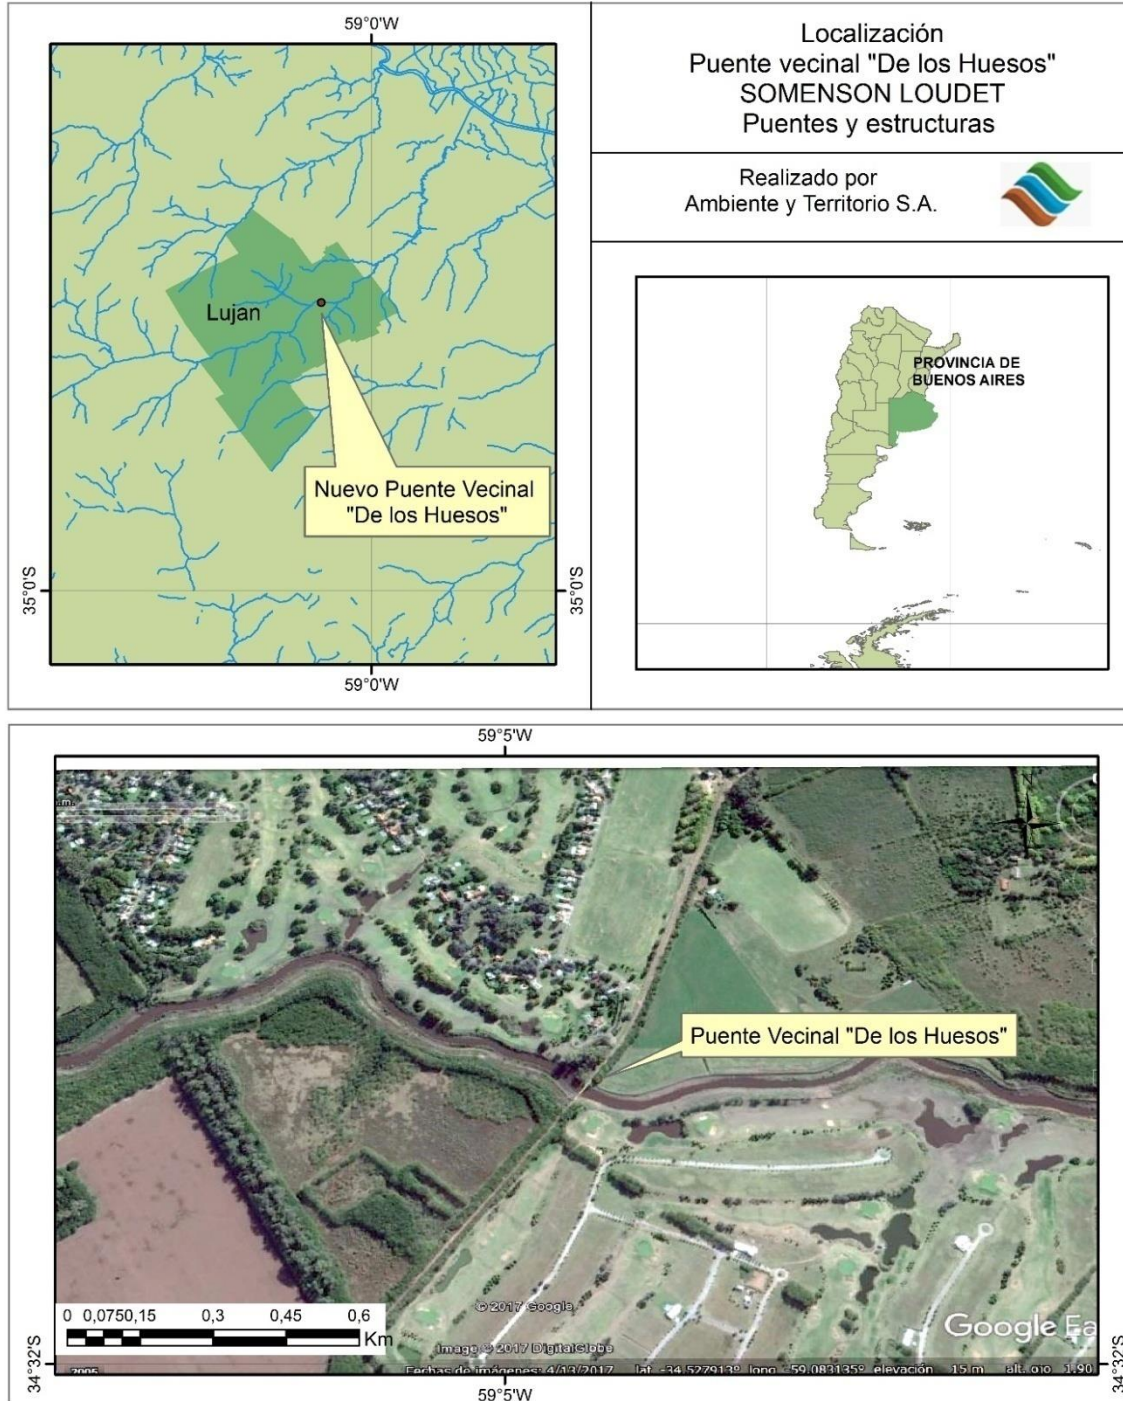 Localización
Puente vecinal "De los Huesos"
SOMENSON LOUDET
Puentes y estructuras
Realizado por
Ambiente y Territorio S.A.
59°0'W
Lujan
Nuevo Puente Vecinal
"De los Huesos"
35°0'S
35°0'S
59°0'W
PROVINCIA DE
BUENOS AIRES
59°5'W
N
Puente Vecinal "De los Huesos"
0 0,0750,15 0,3 0,45 0,6
Km
© 2017 Google
Image © 2017 DigitalGlobe
Google Ea
2005
Fechas de imágenes: 4/13/2017 lat -34.527913° long -59.083135° elevación 15 m alt. ojo 1.90
34°32'S
34°32'S
59°5'W